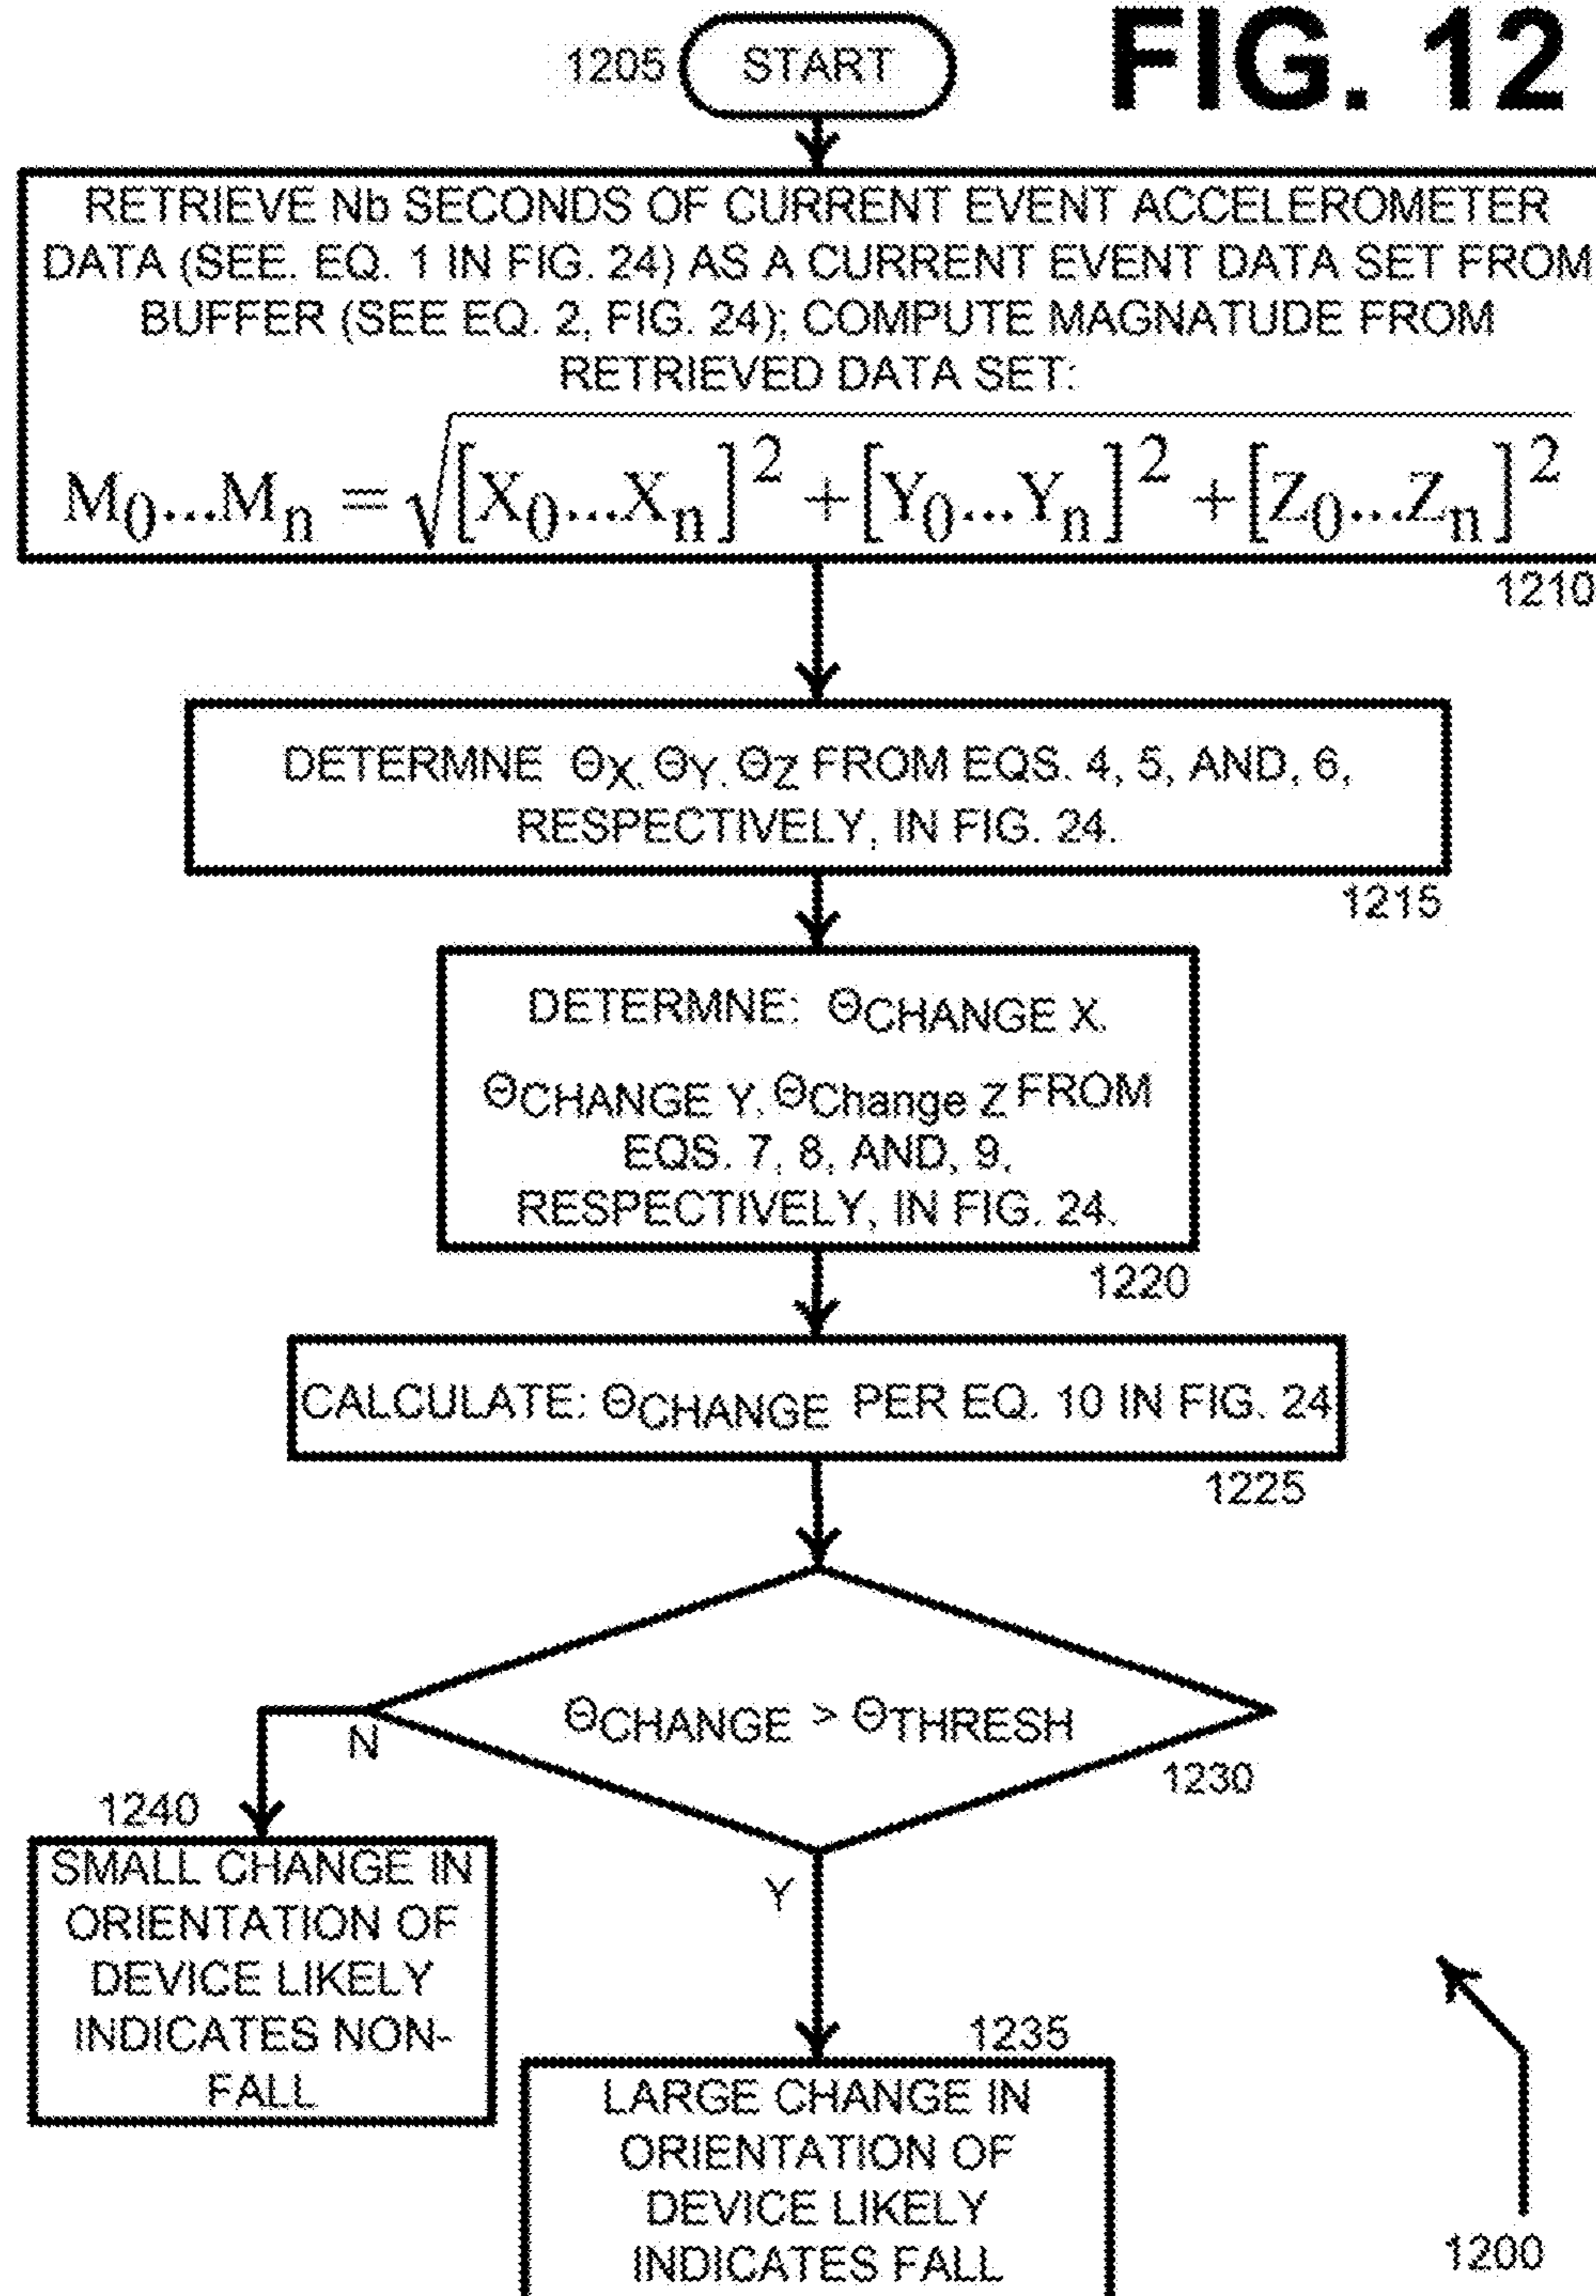 FIG. 12
1205 START
RETRIEVE Nb SECONDS OF CURRENT EVENT ACCELEROMETER
DATA (SEE. EQ. 1 IN FIG. 24) AS A CURRENT EVENT DATA SET FROM
BUFFER (SEE EQ. 2, FIG. 24); COMPUTE MAGNATUDE FROM
RETRIEVED DATA SET:
M0...Mn = √[X0...Xn]2 + [Y0...Yn]2 + [Z0...Zn]2
1210
DETERMNE ΘX. ΘY. ΘZ FROM EQS. 4, 5, AND, 6,
RESPECTIVELY, IN FIG. 24.
1215
DETERMNE: ΘCHANGE X.
ΘCHANGE Y. ΘChange Z FROM
EQS. 7, 8, AND, 9,
RESPECTIVELY, IN FIG. 24.
1220
CALCULATE: ΘCHANGE PER EQ. 10 IN FIG. 24
1225
ΘCHANGE > ΘTHRESH
N
1230
1240
SMALL CHANGE IN
ORIENTATION OF
DEVICE LIKELY
INDICATES NON-
FALL
Y
1235
LARGE CHANGE IN
ORIENTATION OF
DEVICE LIKELY
INDICATES FALL
1200